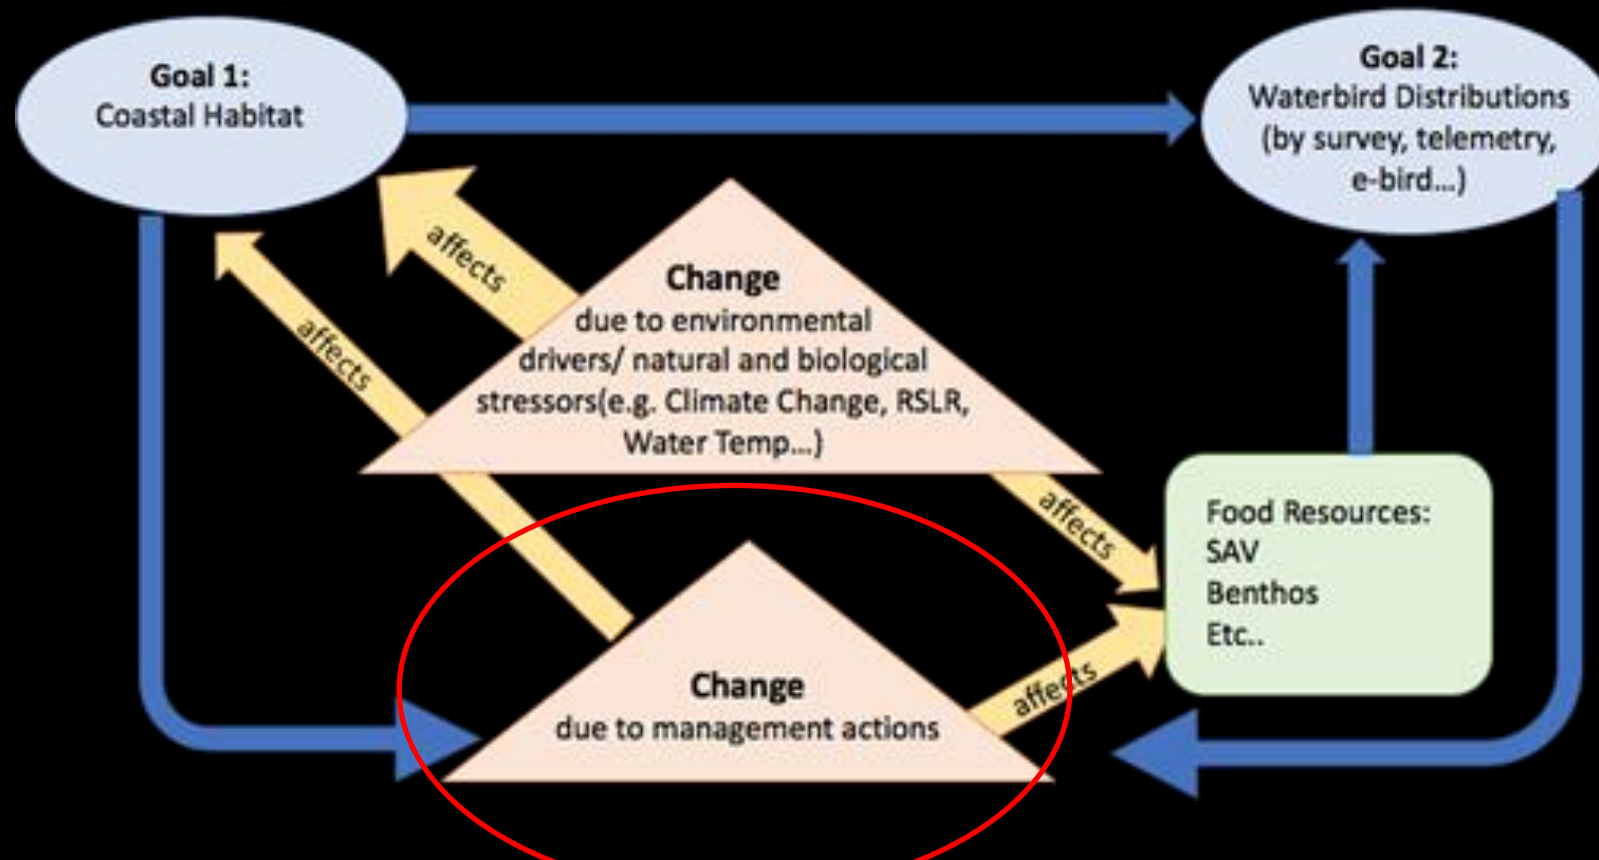 Goal 1:
Coastal Habitat
Goal 2:
Waterbird Distributions
(by survey, telemetry,
e-bird...)
affects
affects
Change
due to environmental
drivers/ natural and biological
stressors(e.g. Climate Change, RSLR,
Water Temp...)
affects
Food Resources:
SAV
Benthos
Etc..
affects
Change
due to management actions